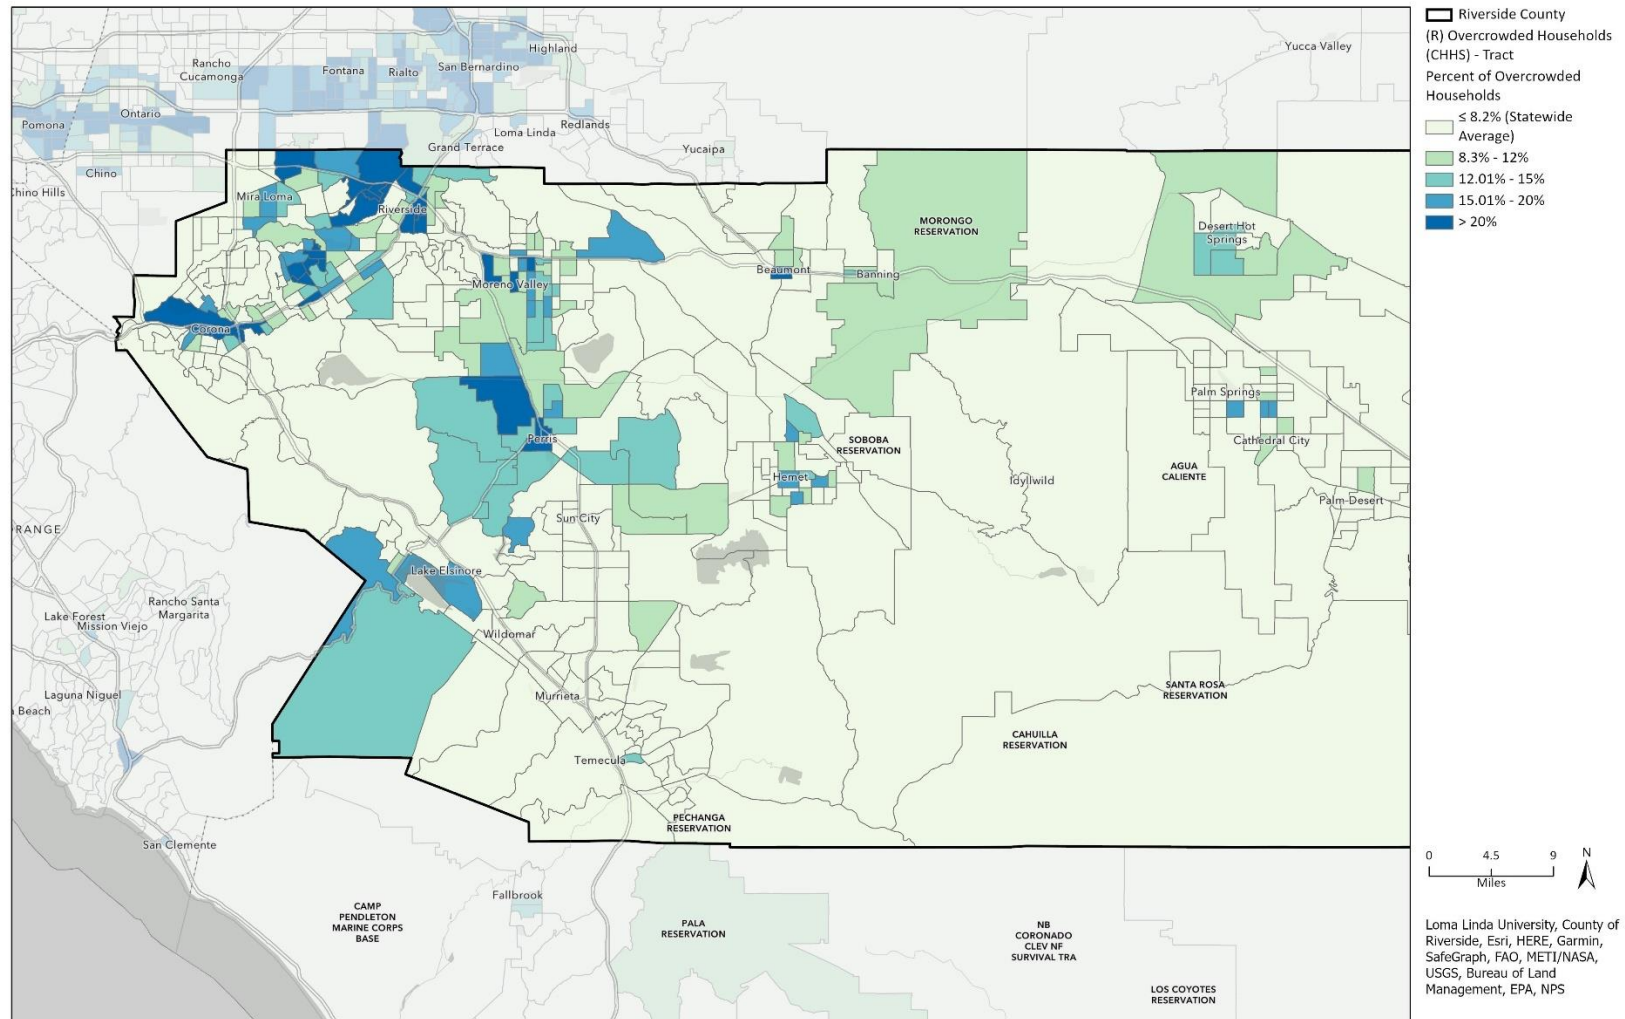 Highland
Yucca Valley
Rancho
Cucamonga
Fontana
Rialto
San Bernardino
Pomona
Ontario
Loma Linda
Redlands
Grand Terrace
Yucaipa
Chino
Chino Hills
Mira Loma
Riverside
MORONGO
RESERVATION
Desert Hot
Springs
Moreno Valley
Beaumont
Banning
Corona
Palm Springs
Perris
SOBOBA
RESERVATION
Cathedral City
Hemet
AGUA
CALIENTE
Idyllwild
Palm Desert
Sun City
RANGE
Lake Elsinore
Rancho Santa
Margarita
Lake Forest
Mission Viejo
Wildomar
Laguna Niguel
Beach
Murrieta
SANTA ROSA
RESERVATION
CAHUILLA
RESERVATION
Temecula
PECHANGA
RESERVATION
San Clemente
Fallbrook
CAMP
PENDLETON
MARINE CORPS
BASE
PALA
RESERVATION
NB
CORONADO
CLEV NF
SURVIVAL TRA
LOS COYOTES
RESERVATION
Riverside County
(R) Overcrowded Households
(CHHS) - Tract
Percent of Overcrowded
Households
≤ 8.2% (Statewide
Average)
8.3% - 12%
12.01% - 15%
15.01% - 20%
> 20%
0 4.5 9
Miles
N
Loma Linda University, County of
Riverside, Esri, HERE, Garmin,
SafeGraph, FAO, METI/NASA,
USGS, Bureau of Land
Management, EPA, NPS